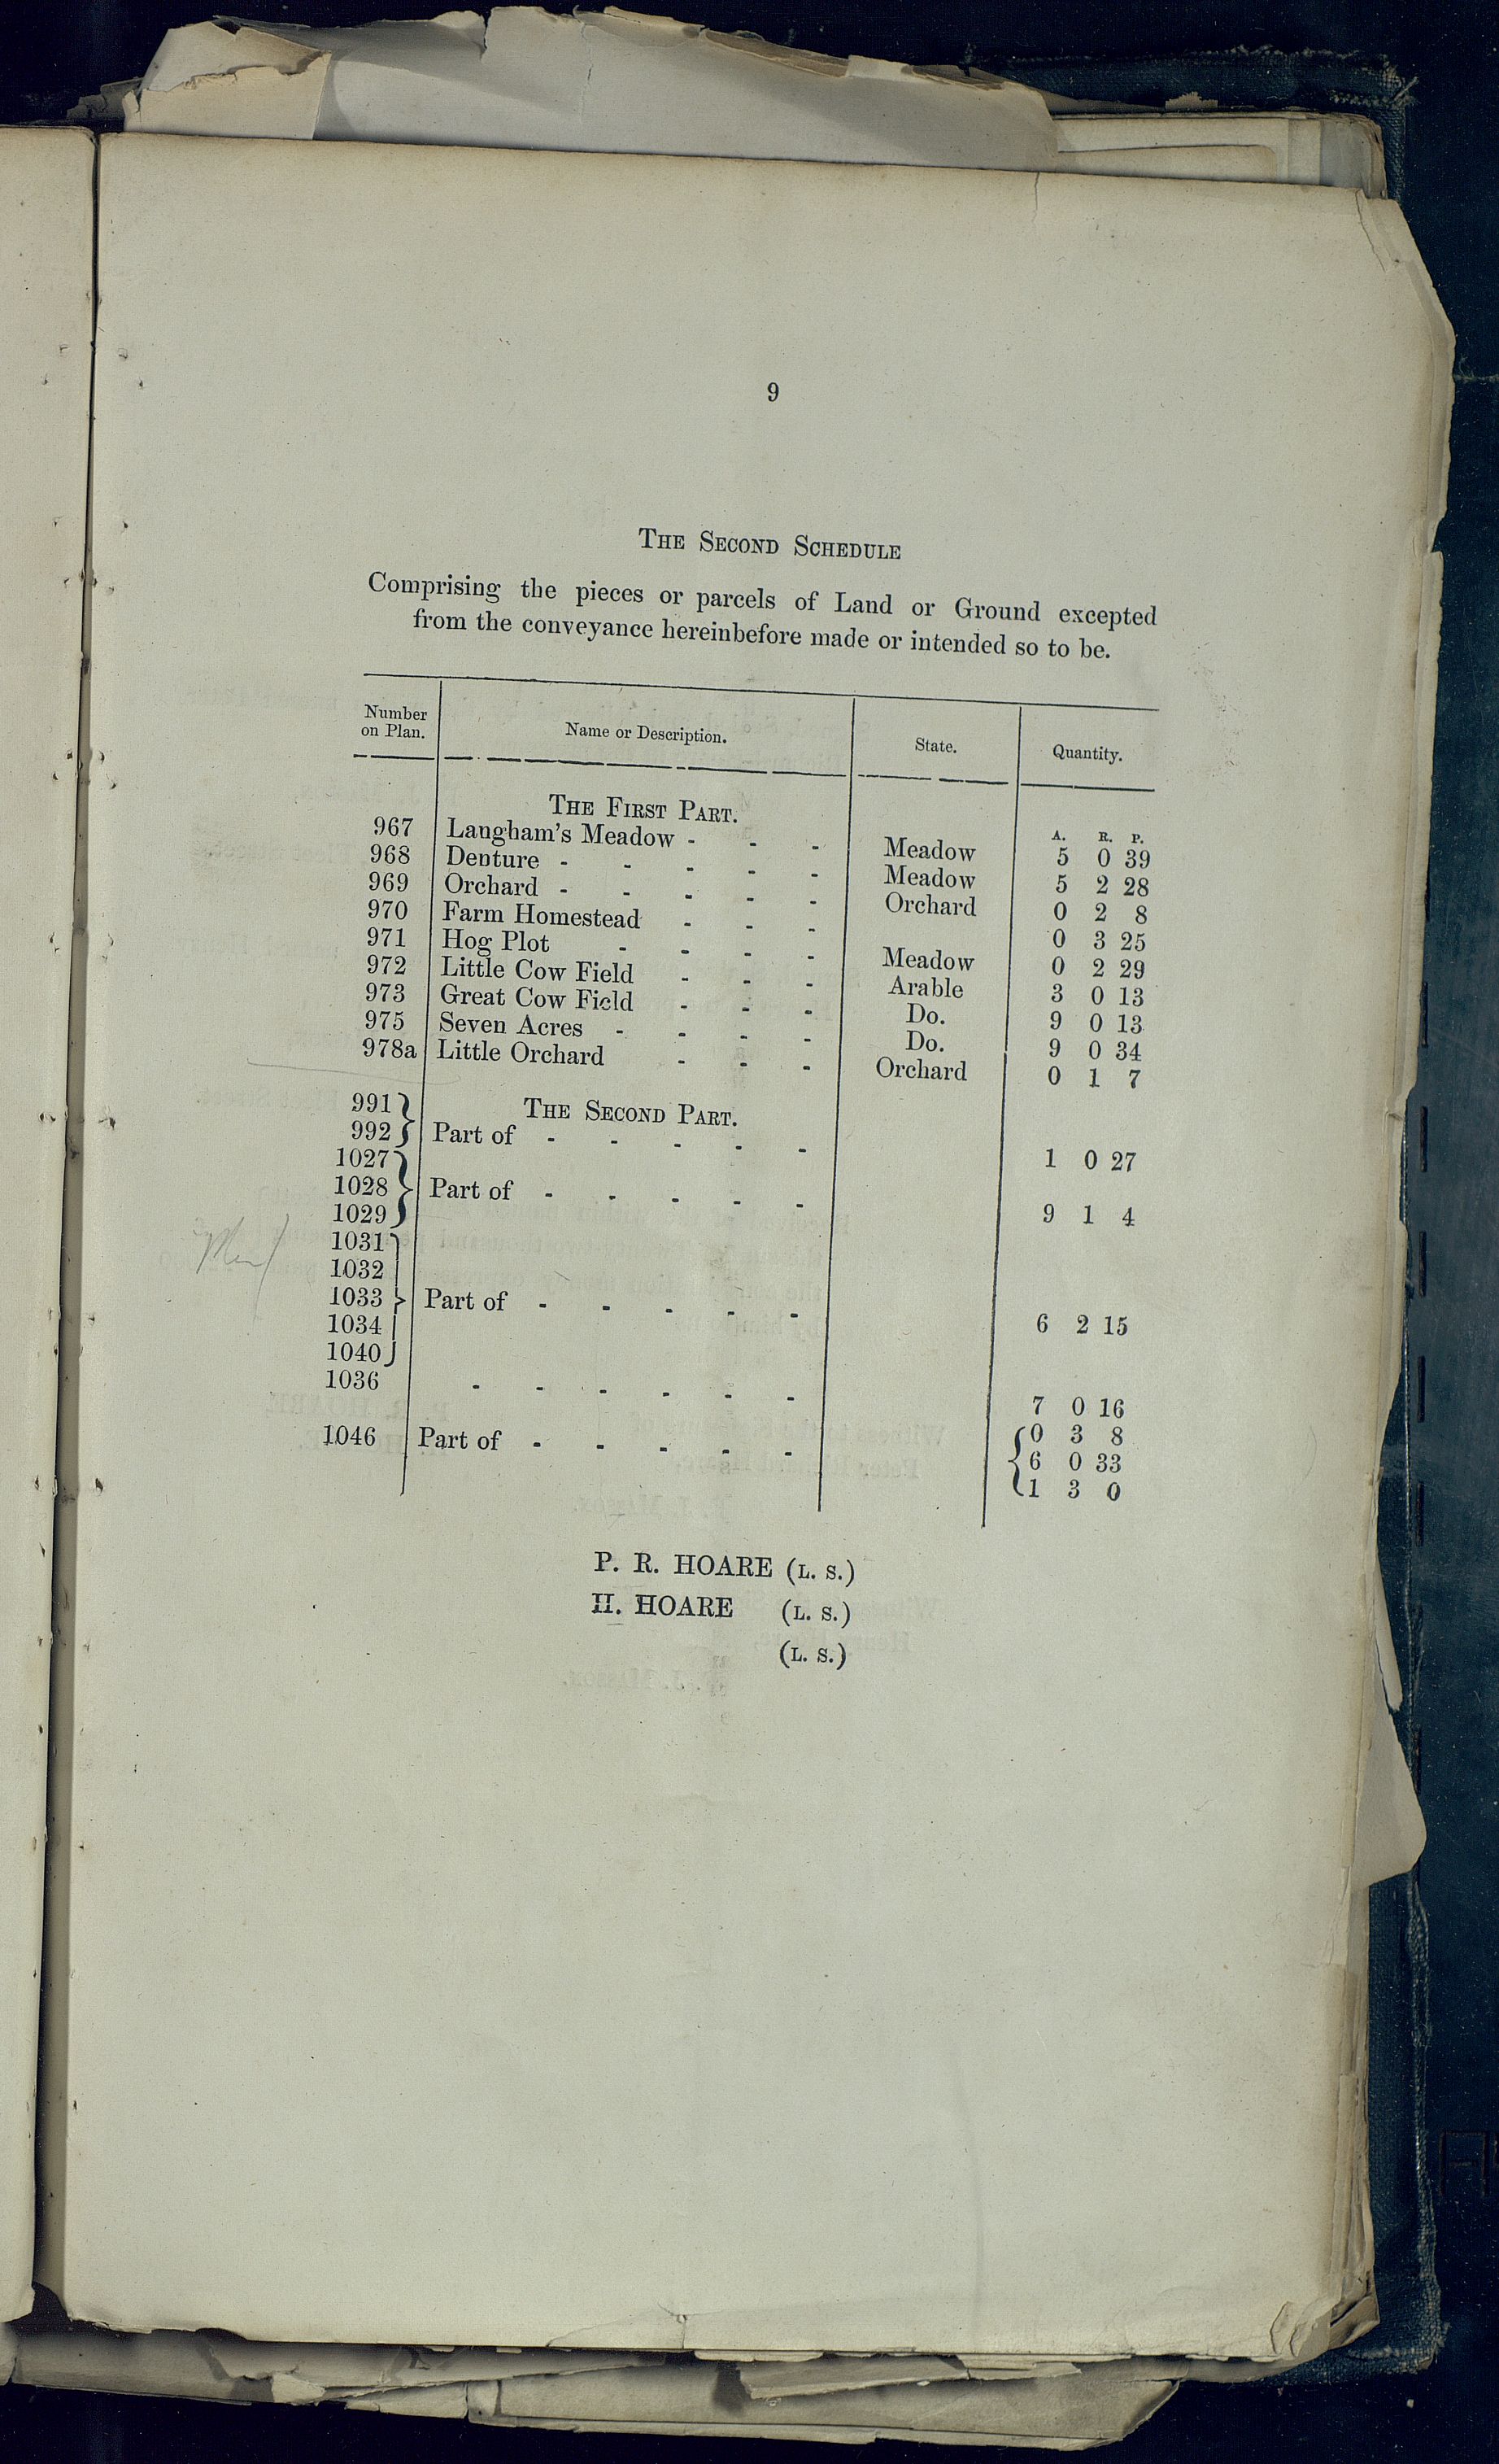 9
THE SECOND SCHEDULE
Comprising the pieces or parcels of Land or Ground excepted
from the conveyance hereinbefore made or intended so to be.
Number on Plan. Name or Description. State. Quantity.
THE FIRST PART.
A. R. P.
967 Langham's Meadow - - - Meadow 5 0 39
968 Denture - - - - - Meadow 5 2 28
969 Orchard - - - - - Orchard 0 2 8
970 Farm Homestead - - - 0 3 25
971 Hog Plot - - - - Meadow 0 2 29
972 Little Cow Field - - - Arable 3 0 13
973 Great Cow Field - - - Do. 9 0 13
975 Seven Acres - - - - Do. 9 0 34
978a Little Orchard - - - Orchard 0 1 7
THE SECOND PART.
991
992 } Part of - - - - - 1 0 27
1027
1028 } Part of - - - - - 9 1 4
1029
1031
1032
1033 } Part of - - - - - 6 2 15
1034
1040
1036 - - - - - - 7 0 16
1046 Part of - - - - - { 0 3 8
6 0 33
1 3 0
P. R. HOARE (L. S.)
H. HOARE (L. S.)
(L. S.)